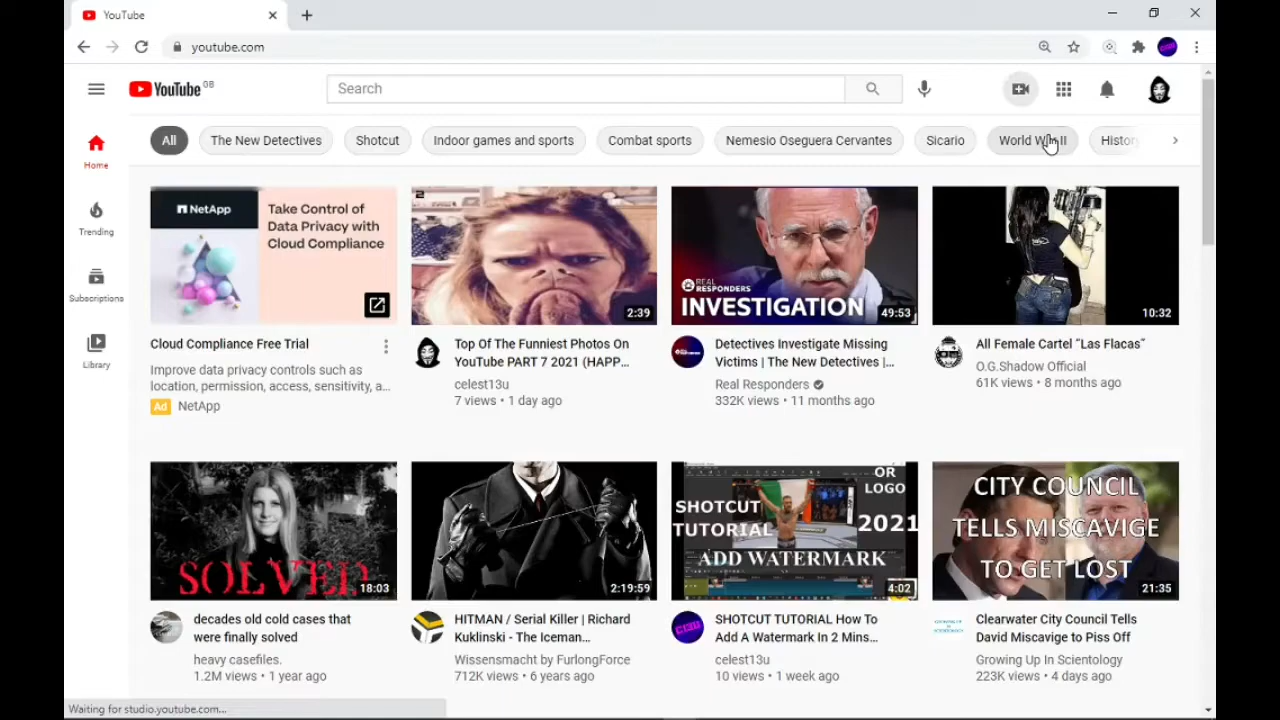 YouTube
youtube.com
YouTube GB
Search
All
The New Detectives
Shotcut
Indoor games and sports
Combat sports
Nemesio Oseguera Cervantes
Sicario
World W
II
History
Home
Trending
Subscriptions
Library
NetApp
Take Control of
Data Privacy with
Cloud Compliance
2:39
REAL
RESPONDERS
INVESTIGATION
49:53
10:32
Cloud Compliance Free Trial
Improve data privacy controls such as
location, permission, access, sensitivity, a...
Ad NetApp
Top Of The Funniest Photos On
YouTube PART 7 2021 (HAPP...
celest13u
7 views • 1 day ago
Detectives Investigate Missing
Victims | The New Detectives |...
Real Responders
332K views • 11 months ago
All Female Cartel “Las Flacas”
O.G.Shadow Official
61K views • 8 months ago
SOLVED
18:03
2:19:59
OR
LOGO
SHOTCUT
TUTORIAL
2021
ADD WATERMARK
4:02
CITY COUNCIL
TELLS MISCAVIGE
TO GET LOST
21:35
decades old cold cases that
were finally solved
heavy casefiles.
1.2M views • 1 year ago
HITMAN / Serial Killer | Richard
Kuklinski - The Iceman...
Wissensmacht by FurlongForce
712K views • 6 years ago
SHOTCUT TUTORIAL How To
Add A Watermark In 2 Mins...
celest13u
10 views • 1 week ago
Clearwater City Council Tells
David Miscavige to Piss Off
Growing Up In Scientology
223K views • 4 days ago
Waiting for studio.youtube.com...